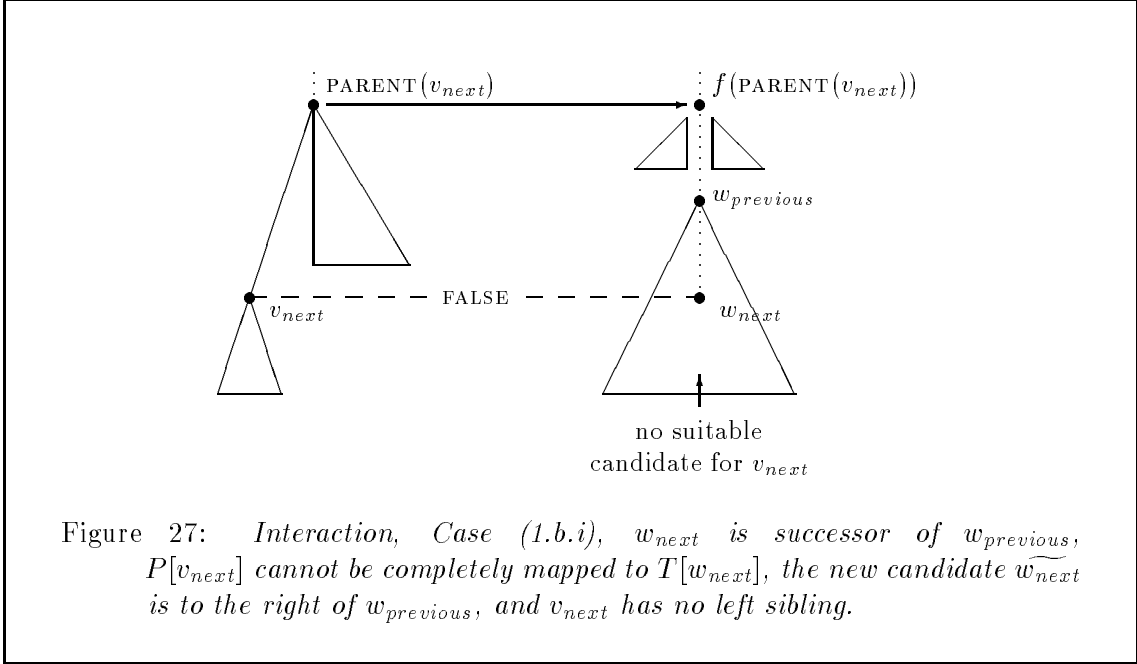 PARENT(v_next) f(PARENT(v_next))
w_previous
FALSE
v_next w_next
no suitable
candidate for v_next
Figure 27: Interaction, Case (1.b.i), w_next is successor of w_previous,
P[v_next] cannot be completely mapped to T[w_next], the new candidate \widetilde{w_next}
is to the right of w_previous, and v_next has no left sibling.